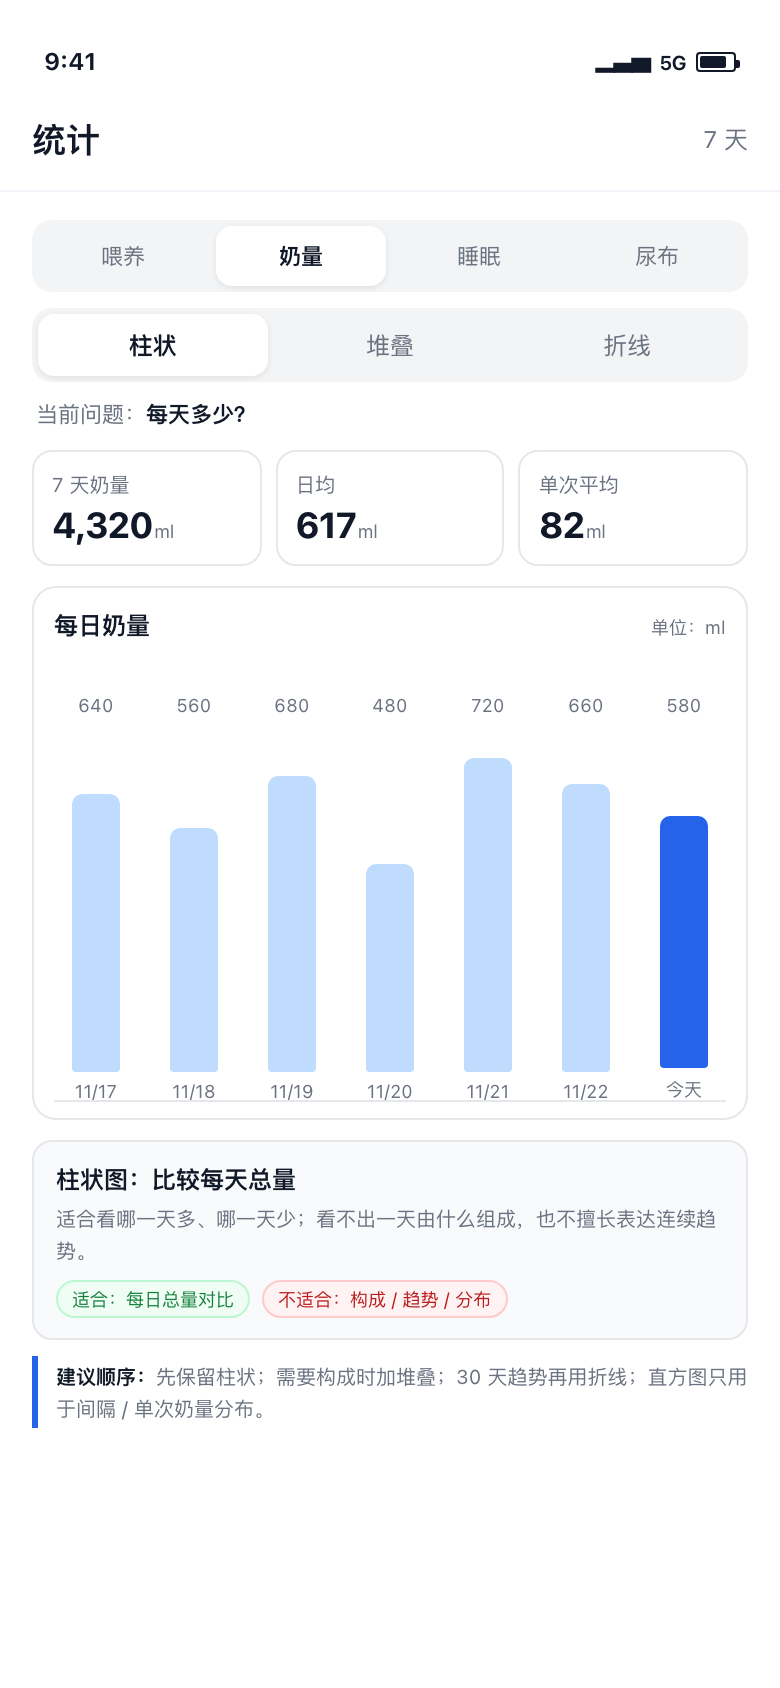 9:41 5G
统计 7 天
喂养 奶量 睡眠 尿布
柱状 堆叠 折线
当前问题：每天多少?
7 天奶量 日均 单次平均
4,320ml 617ml 82ml
每日奶量 单位：ml
640 560 680 480 720 660 580
11/17 11/18 11/19 11/20 11/21 11/22 今天
柱状图：比较每天总量
适合看哪一天多、哪一天少；看不出一天由什么组成，也不擅长表达连续趋
势。
适合：每日总量对比 不适合：构成 / 趋势 / 分布
建议顺序：先保留柱状；需要构成时加堆叠；30 天趋势再用折线；直方图只用
于间隔 / 单次奶量分布。